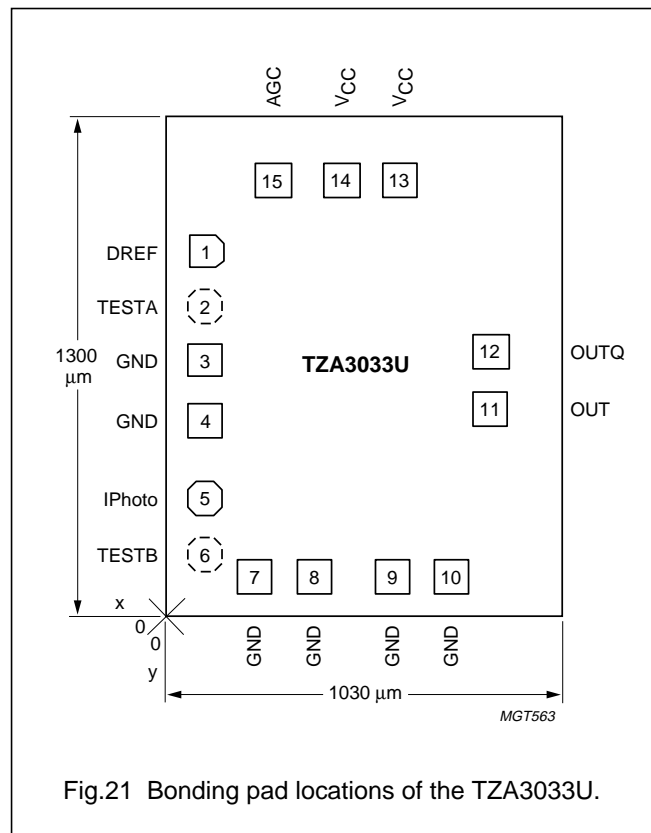 AGC
VCC
VCC
15
14
13
DREF
1
TESTA
2
GND
3
1300
μm
TZA3033U
12
OUTQ
GND
4
11
OUT
IPhoto
5
TESTB
6
7
8
9
10
x
0
0
y
GND
GND
GND
GND
1030 μm
MGT563
Fig.21 Bonding pad locations of the TZA3033U.